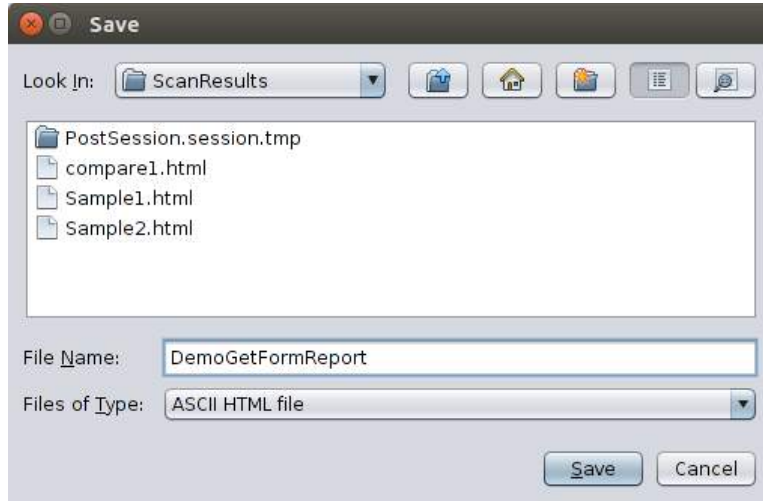 Save
Look In: ScanResults
PostSession.session.tmp
compare1.html
Sample1.html
Sample2.html
File Name: DemoGetFormReport
Files of Type: ASCII HTML file
Save Cancel